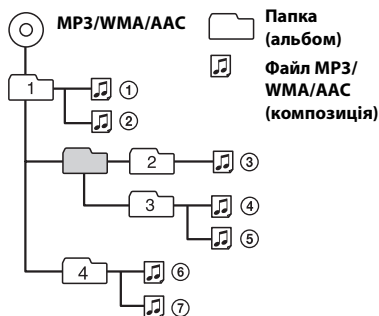 MP3/WMA/AAC
Папка
(альбом)
Файл MP3/
WMA/AAC
(композиція)
1
①
②
2
③
3
④
⑤
4
⑥
⑦